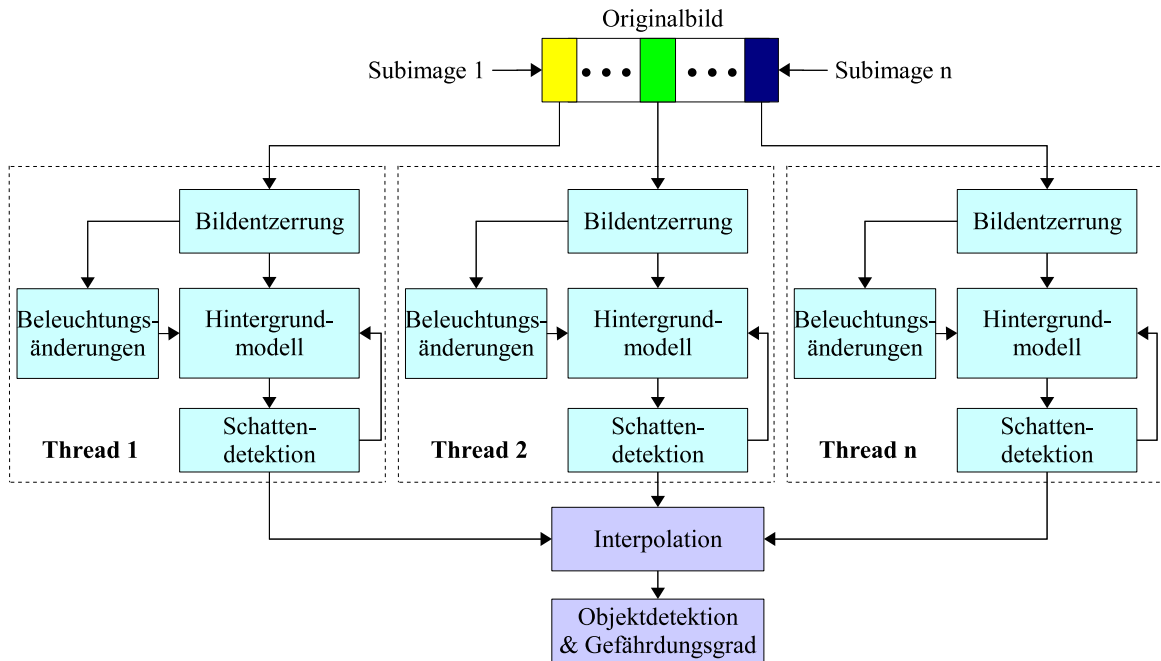 Originalbild
Subimage 1
Subimage n
Bildentzerrung
Beleuchtungs-
änderungen
Hintergrund-
modell
Schatten-
detektion
Thread 1
Bildentzerrung
Beleuchtungs-
änderungen
Hintergrund-
modell
Schatten-
detektion
Thread 2
Bildentzerrung
Beleuchtungs-
änderungen
Hintergrund-
modell
Schatten-
detektion
Thread n
Interpolation
Objektdetektion
& Gefährdungsgrad